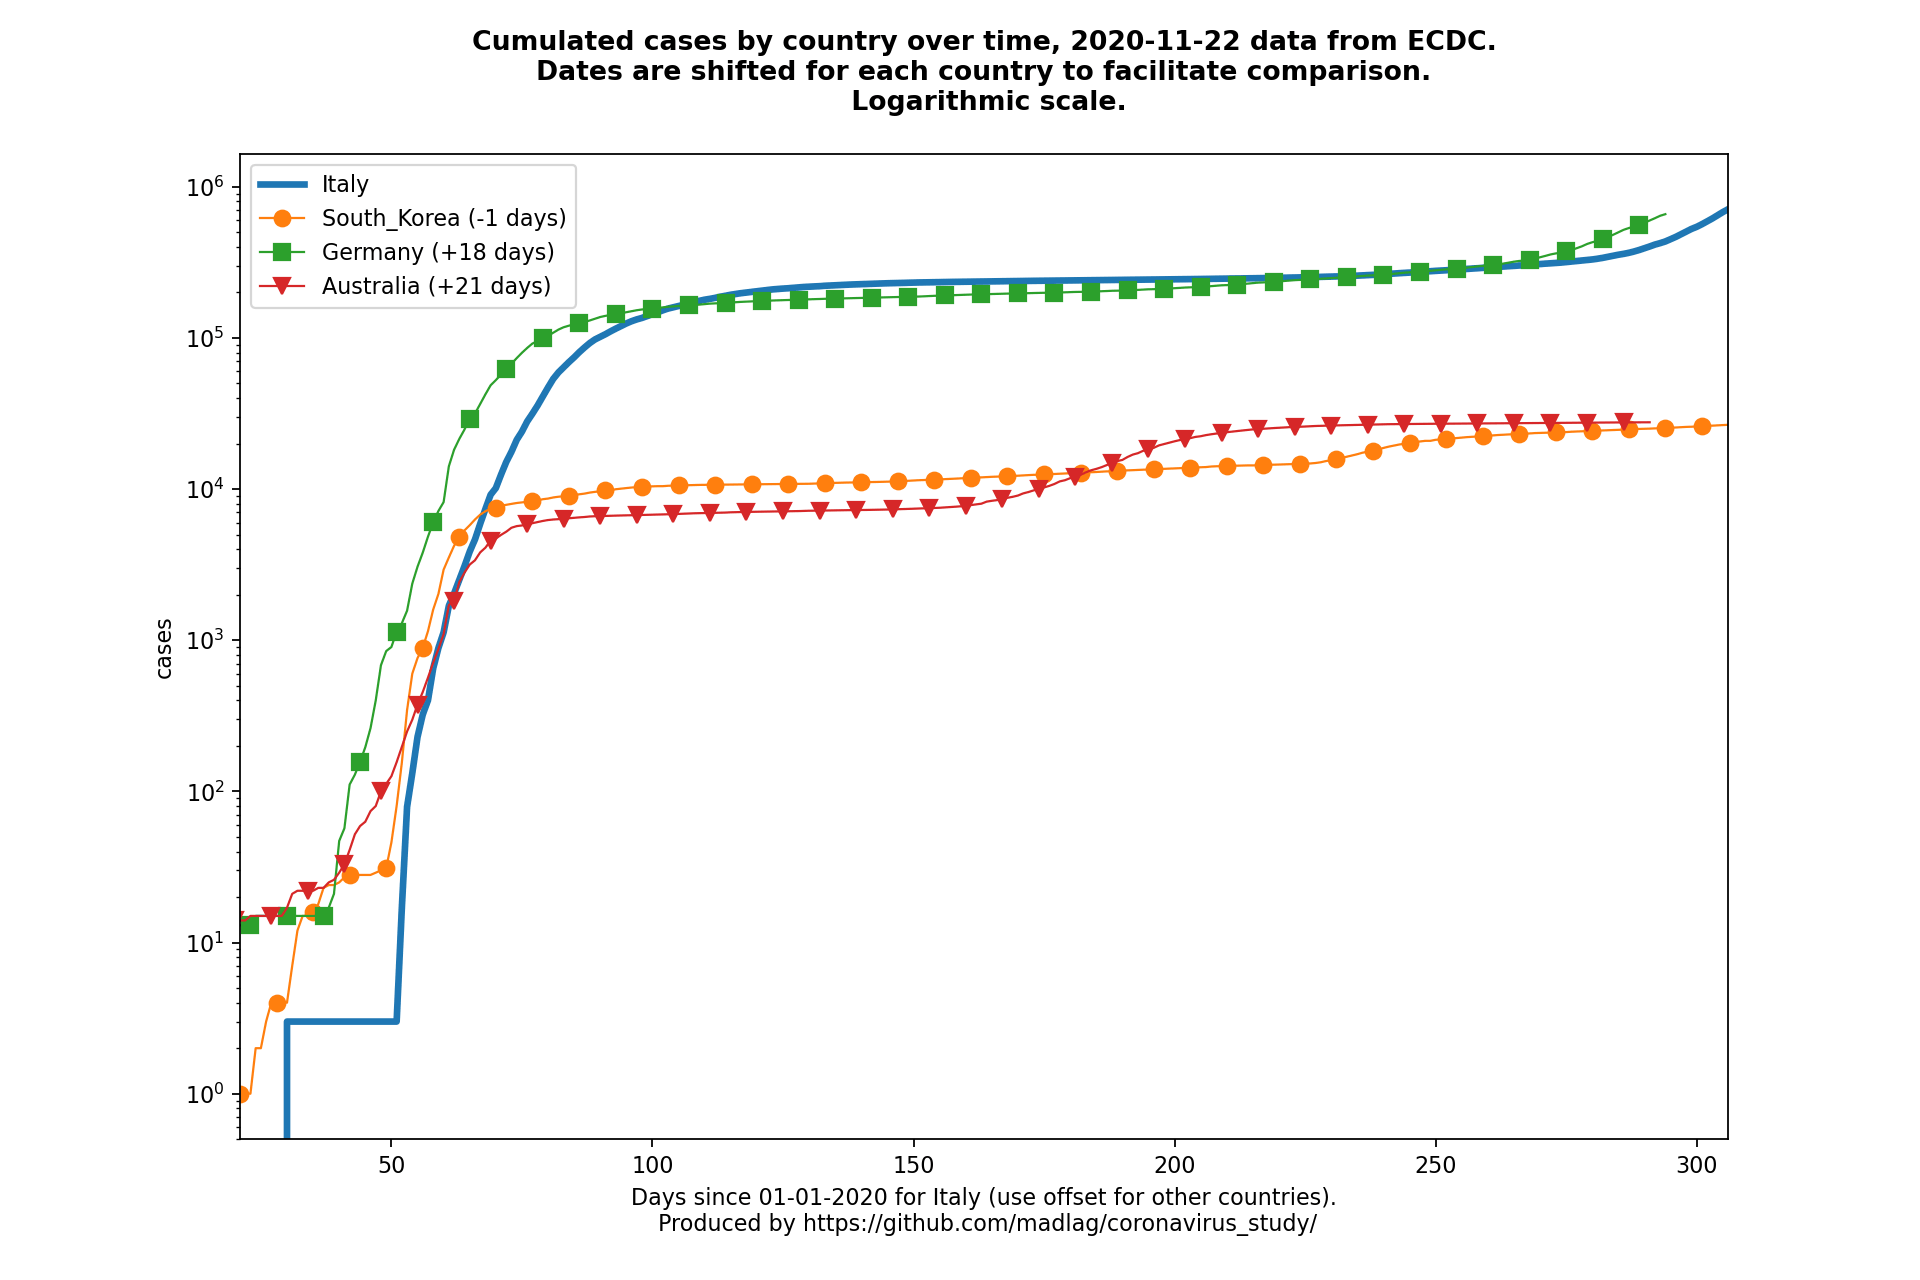 Cumulated cases by country over time, 2020-11-22 data from ECDC.
Dates are shifted for each country to facilitate comparison.
Logarithmic scale.
Italy
South_Korea (-1 days)
Germany (+18 days)
Australia (+21 days)
10^6
10^5
10^4
10^3
10^2
10^1
10^0
cases
50 100 150 200 250 300
Days since 01-01-2020 for Italy (use offset for other countries).
Produced by https://github.com/madlag/coronavirus_study/